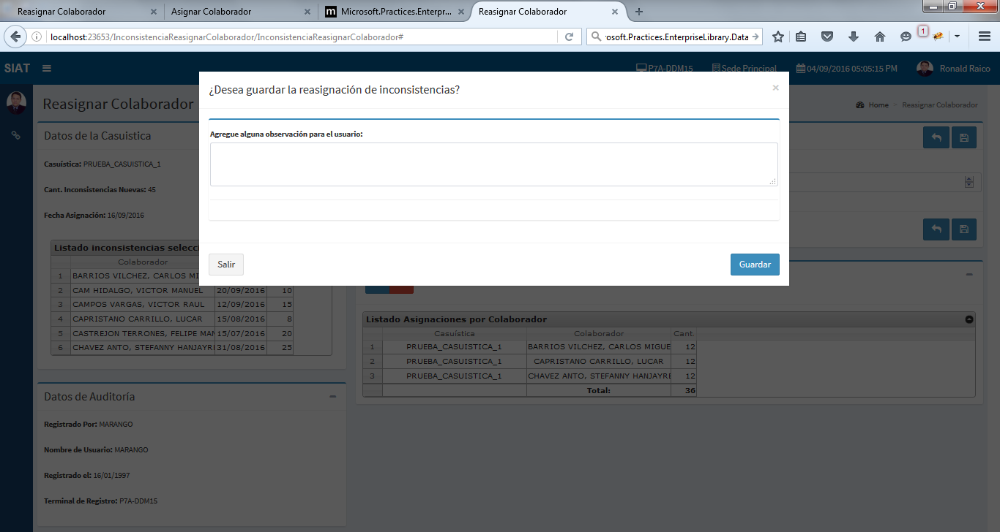 Reasignar Colaborador
Asignar Colaborador
Microsoft.Practices.Enterpr...
Reasignar Colaborador
localhost:23653/InconsistenciaReasignarColaborador/InconsistenciaReasignarColaborador#
rosoft.Practices.EnterpriseLibrary.Data
1
SIAT
P7A-DDM15
Sede Principal
04/09/2016 05:05:15 PM
Ronald Raico
Reasignar Colaborador
Home > Reasignar Colaborador
¿Desea guardar la reasignación de inconsistencias?
×
Agregue alguna observación para el usuario:
Salir
Guardar
Datos de la Casuistica
Casuística: PRUEBA_CASUISTICA_1
Cant. Inconsistencias Nuevas: 45
Fecha Asignación: 16/09/2016
Listado inconsistencias selecci
Colaborador
1 BARRIOS VILCHEZ, CARLOS MI
2 CAM HIDALGO, VICTOR MANUEL 20/09/2016 10
3 CAMPOS VARGAS, VICTOR RAUL 12/09/2016 15
4 CAPRISTANO CARRILLO, LUCAR 15/08/2016 8
5 CASTREJON TERRONES, FELIPE MAN 15/07/2016 20
6 CHAVEZ ANTO, STEFANNY HANJAYRE 31/08/2016 25
Datos de Auditoría
Registrado Por: MARANGO
Nombre de Usuario: MARANGO
Registrado el: 16/01/1997
Terminal de Registro: P7A-DDM15
Listado Asignaciones por Colaborador
Casuística Colaborador Cant.
1 PRUEBA_CASUISTICA_1 BARRIOS VILCHEZ, CARLOS MIGUE 12
2 PRUEBA_CASUISTICA_1 CAPRISTANO CARRILLO, LUCAR 12
3 PRUEBA_CASUISTICA_1 CHAVEZ ANTO, STEFANNY HANJAYRE 12
Total: 36